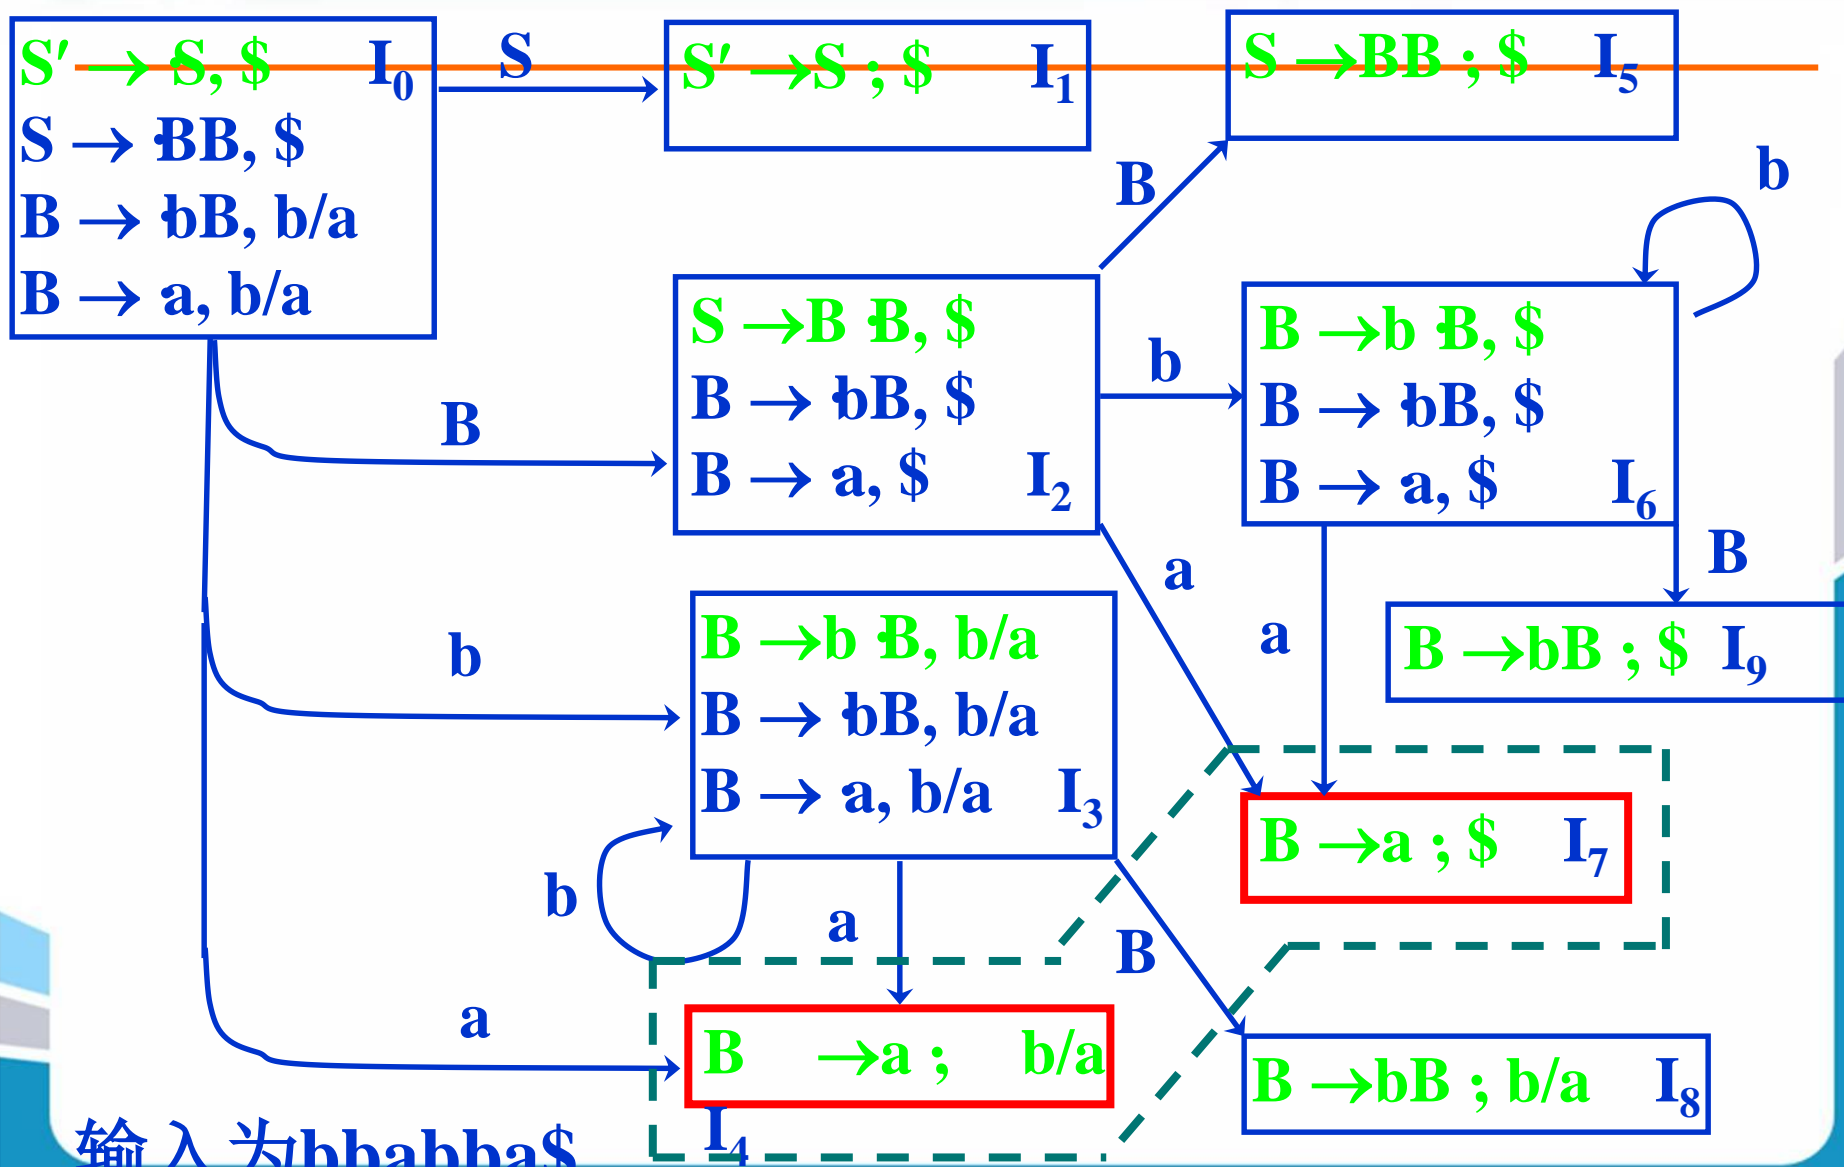 S′ → ·S, $ I0
S → ·BB, $
B → ·bB, b/a
B → ·a, b/a
S
S′ →S ·, $ I1
S →BB ·, $ I5
B
b
S →B ·B, $
B → ·bB, $
B → ·a, $ I2
b
B →b ·B, $
B → ·bB, $
B → ·a, $ I6
B
a
a
B
B →bB ·, $ I9
b
B →b ·B, b/a
B → ·bB, b/a
B → ·a, b/a I3
B →a ·, $ I7
b
a
B
a
B →a ·, b/a
I4
B →bB ·, b/a I8
输入为bbabba$